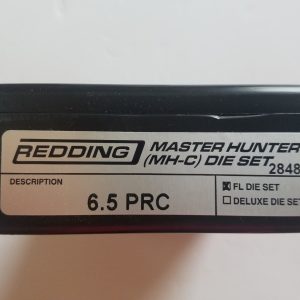 REDDING
MASTER HUNTER
(MH-C) DIE SET
2848
DESCRIPTION
6.5 PRC
FL DIE SET
DELUXE DIE SET